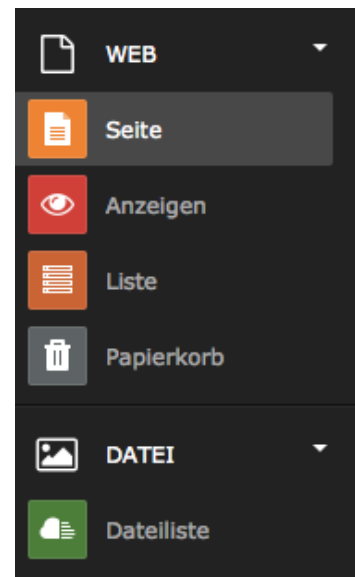 WEB
Seite
Anzeigen
Liste
Papierkorb
DATEI
Dateiliste